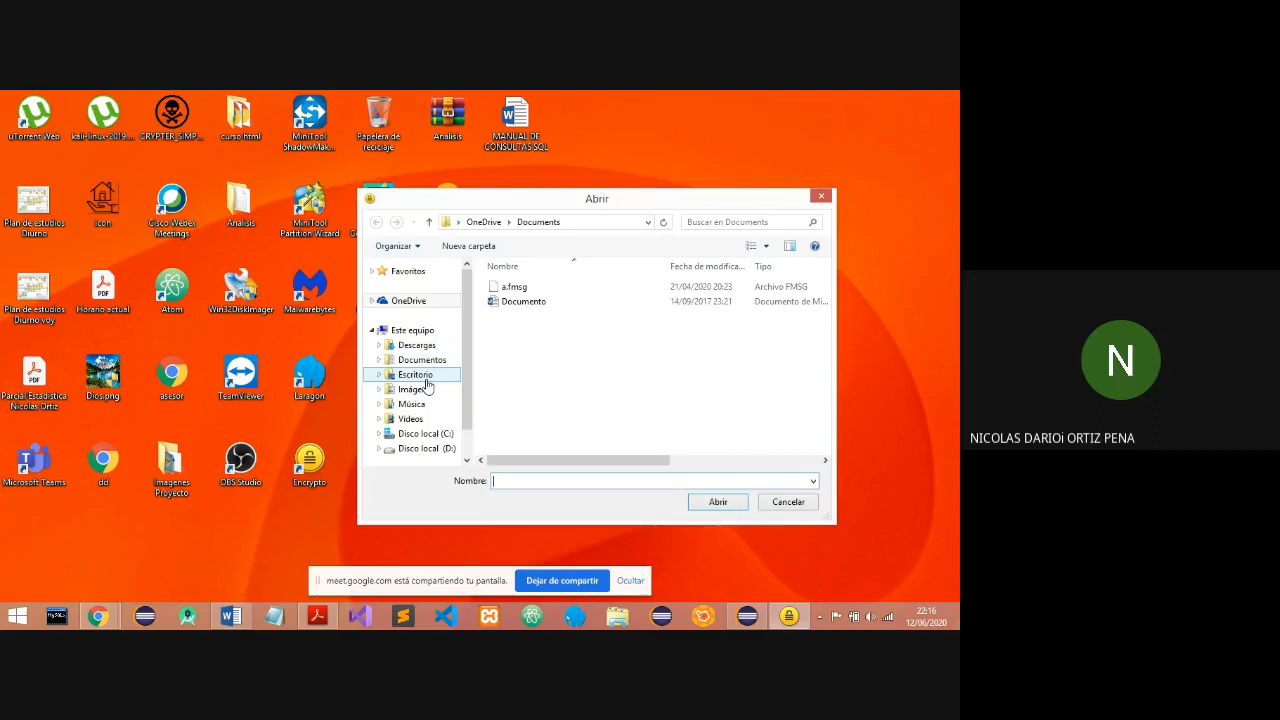 uTorrent Web
kali-linux-2019....
CRYPTER_SIMP...
curso html
MiniTool
ShadowMak...
Papelera de
reciclaje
Analisis
MANUAL DE
CONSULTAS SQL
Plan de estudios
Diurno
Icon
Cisco Webex
Meetings
Analisis
MiniTool
Partition Wizard
Plan de estudios
Diurno voy
Horario actual
Atom
Win32DiskImager
Malwarebytes
Parcial Estadistica
Nicolas Ortiz
Dios.png
asesor
TeamViewer
Laragon
Microsoft Teams
dd
Imagenes
Proyecto
OBS Studio
Encrypto
Abrir
OneDrive
Documents
Buscar en Documents
Organizar
Nueva carpeta
Favoritos
OneDrive
Este equipo
Descargas
Documentos
Escritorio
Música
Vídeos
Disco local (C:)
Disco local (D:)
Nombre
Fecha de modifica...
Tipo
a.fmsg
21/04/2020 20:23
Archivo FMSG
Documento
14/09/2017 23:21
Documento de Mi...
Nombre:
Abrir
Cancelar
meet.google.com está compartiendo tu pantalla.
Dejar de compartir
Ocultar
22:16
12/06/2020
N
NICOLAS DARIOi ORTIZ PENA